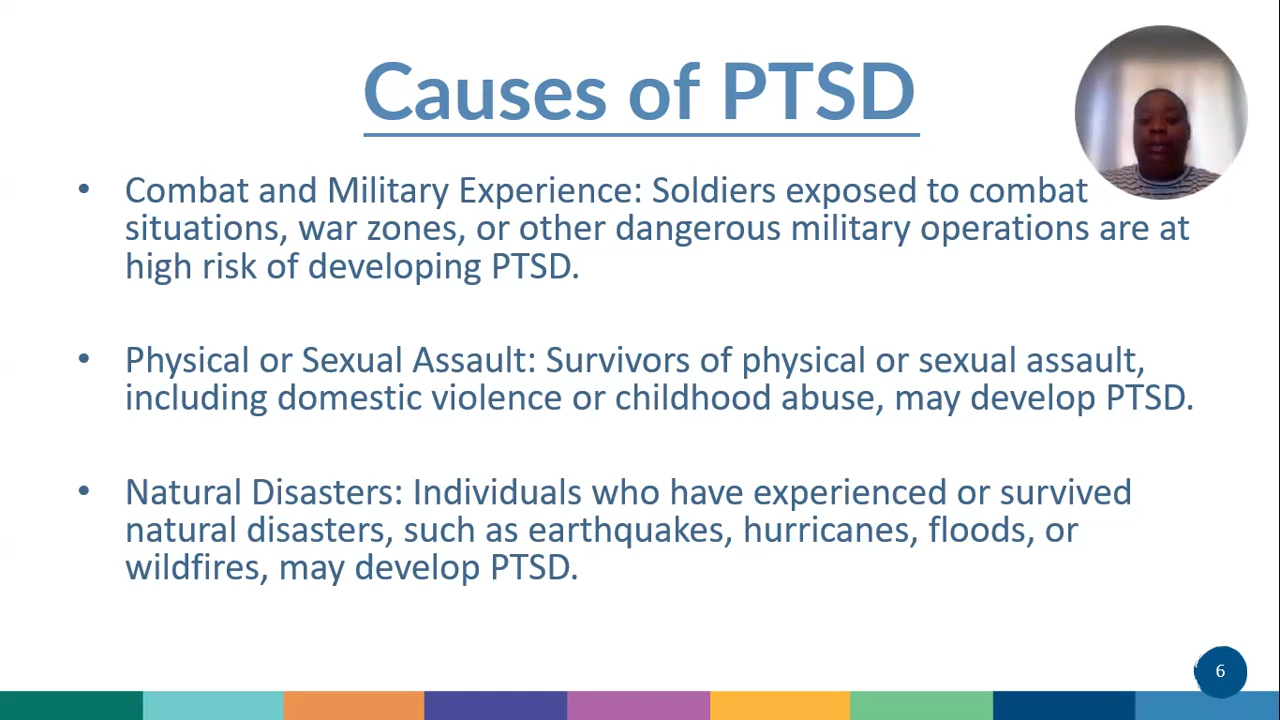 Causes of PTSD
• Combat and Military Experience: Soldiers exposed to combat
situations, war zones, or other dangerous military operations are at
high risk of developing PTSD.
• Physical or Sexual Assault: Survivors of physical or sexual assault,
including domestic violence or childhood abuse, may develop PTSD.
• Natural Disasters: Individuals who have experienced or survived
natural disasters, such as earthquakes, hurricanes, floods, or
wildfires, may develop PTSD.
6